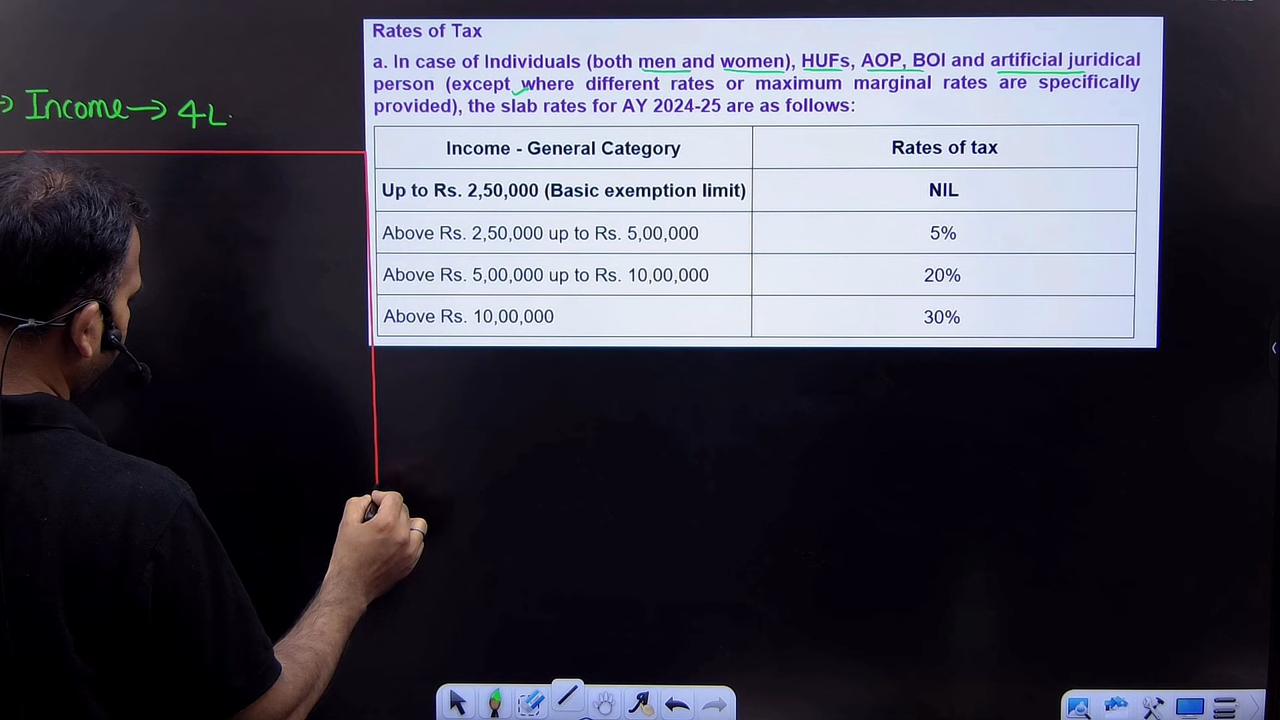 Rates of Tax
a. In case of Individuals (both men and women), HUFs, AOP, BOI and artificial juridical
person (except where different rates or maximum marginal rates are specifically
provided), the slab rates for AY 2024-25 are as follows:
Income → 4L
Income - General Category Rates of tax
Up to Rs. 2,50,000 (Basic exemption limit) NIL
Above Rs. 2,50,000 up to Rs. 5,00,000 5%
Above Rs. 5,00,000 up to Rs. 10,00,000 20%
Above Rs. 10,00,000 30%